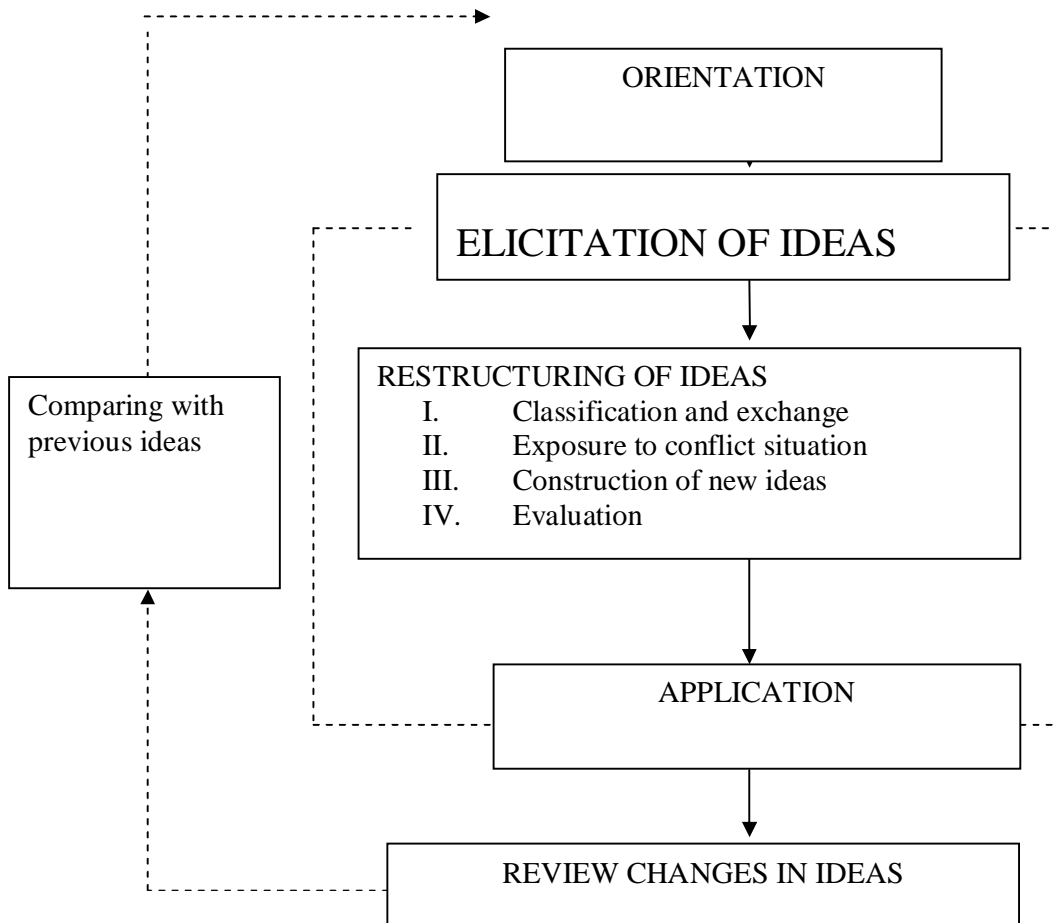 ORIENTATION
ELICITATION OF IDEAS
RESTRUCTURING OF IDEAS
I. Classification and exchange
II. Exposure to conflict situation
III. Construction of new ideas
IV. Evaluation
Comparing with
previous ideas
APPLICATION
REVIEW CHANGES IN IDEAS